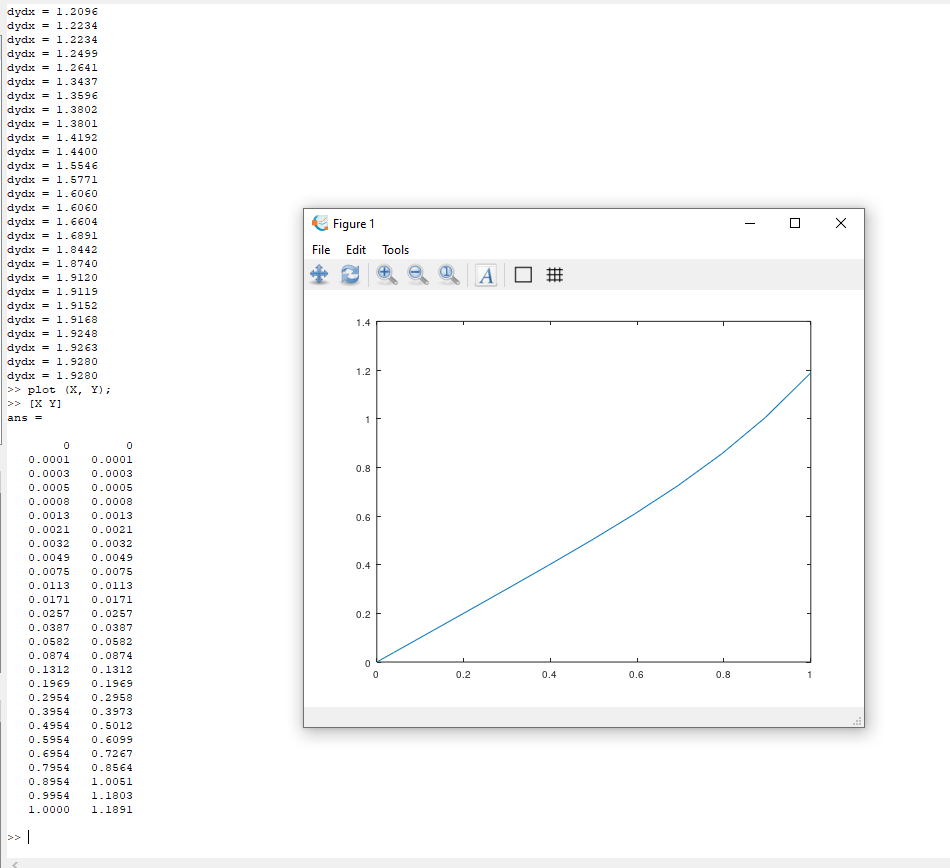 dydx = 1.2096
dydx = 1.2234
dydx = 1.2234
dydx = 1.2499
dydx = 1.2641
dydx = 1.3437
dydx = 1.3596
dydx = 1.3802
dydx = 1.3801
dydx = 1.4192
dydx = 1.4400
dydx = 1.5546
dydx = 1.5771
dydx = 1.6060
dydx = 1.6060
dydx = 1.6604
dydx = 1.6891
dydx = 1.8442
dydx = 1.8740
dydx = 1.9120
dydx = 1.9119
dydx = 1.9152
dydx = 1.9168
dydx = 1.9248
dydx = 1.9263
dydx = 1.9280
dydx = 1.9280
>> plot (X, Y);
>> [X Y]
ans =
0 0
0.0001 0.0001
0.0003 0.0003
0.0005 0.0005
0.0008 0.0008
0.0013 0.0013
0.0021 0.0021
0.0032 0.0032
0.0049 0.0049
0.0075 0.0075
0.0113 0.0113
0.0171 0.0171
0.0257 0.0257
0.0387 0.0387
0.0582 0.0582
0.0874 0.0874
0.1312 0.1312
0.1969 0.1969
0.2954 0.2958
0.3954 0.3973
0.4954 0.5012
0.5954 0.6099
0.6954 0.7267
0.7954 0.8564
0.8954 1.0051
0.9954 1.1803
1.0000 1.1891
>>
Figure 1
File Edit Tools
A
1.4
1.2
1
0.8
0.6
0.4
0.2
0
0 0.2 0.4 0.6 0.8 1